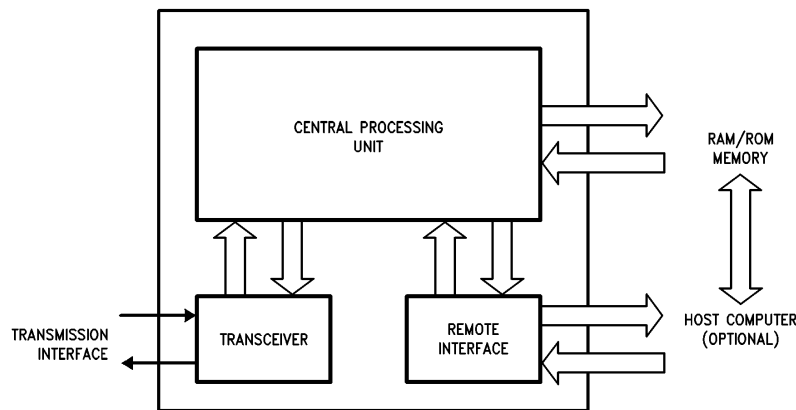 CENTRAL PROCESSING
UNIT
RAM/ROM
MEMORY
TRANSMISSION
INTERFACE
TRANSCEIVER
REMOTE
INTERFACE
HOST COMPUTER
(OPTIONAL)